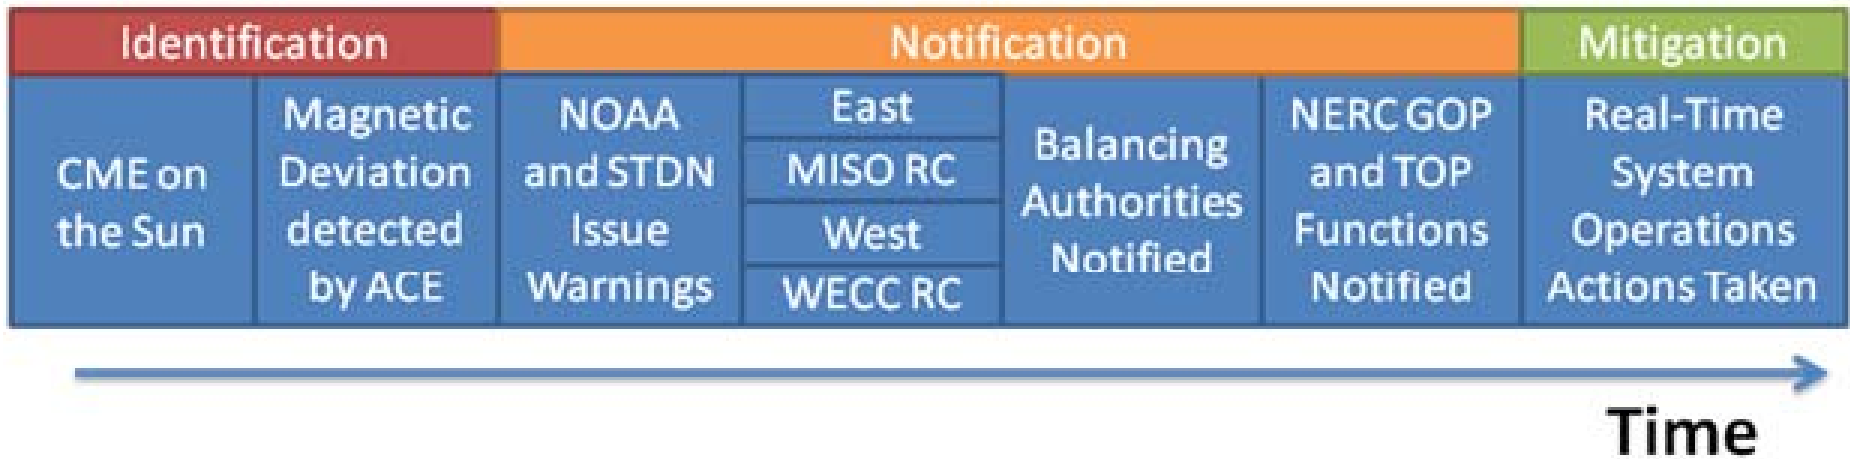 Identification
Notification
Mitigation
CME on
the Sun
Magnetic
Deviation
detected
by ACE
NOAA
and STDN
Issue
Warnings
East
MISO RC
West
WECC RC
Balancing
Authorities
Notified
NERC GOP
and TOP
Functions
Notified
Real-Time
System
Operations
Actions Taken
Time